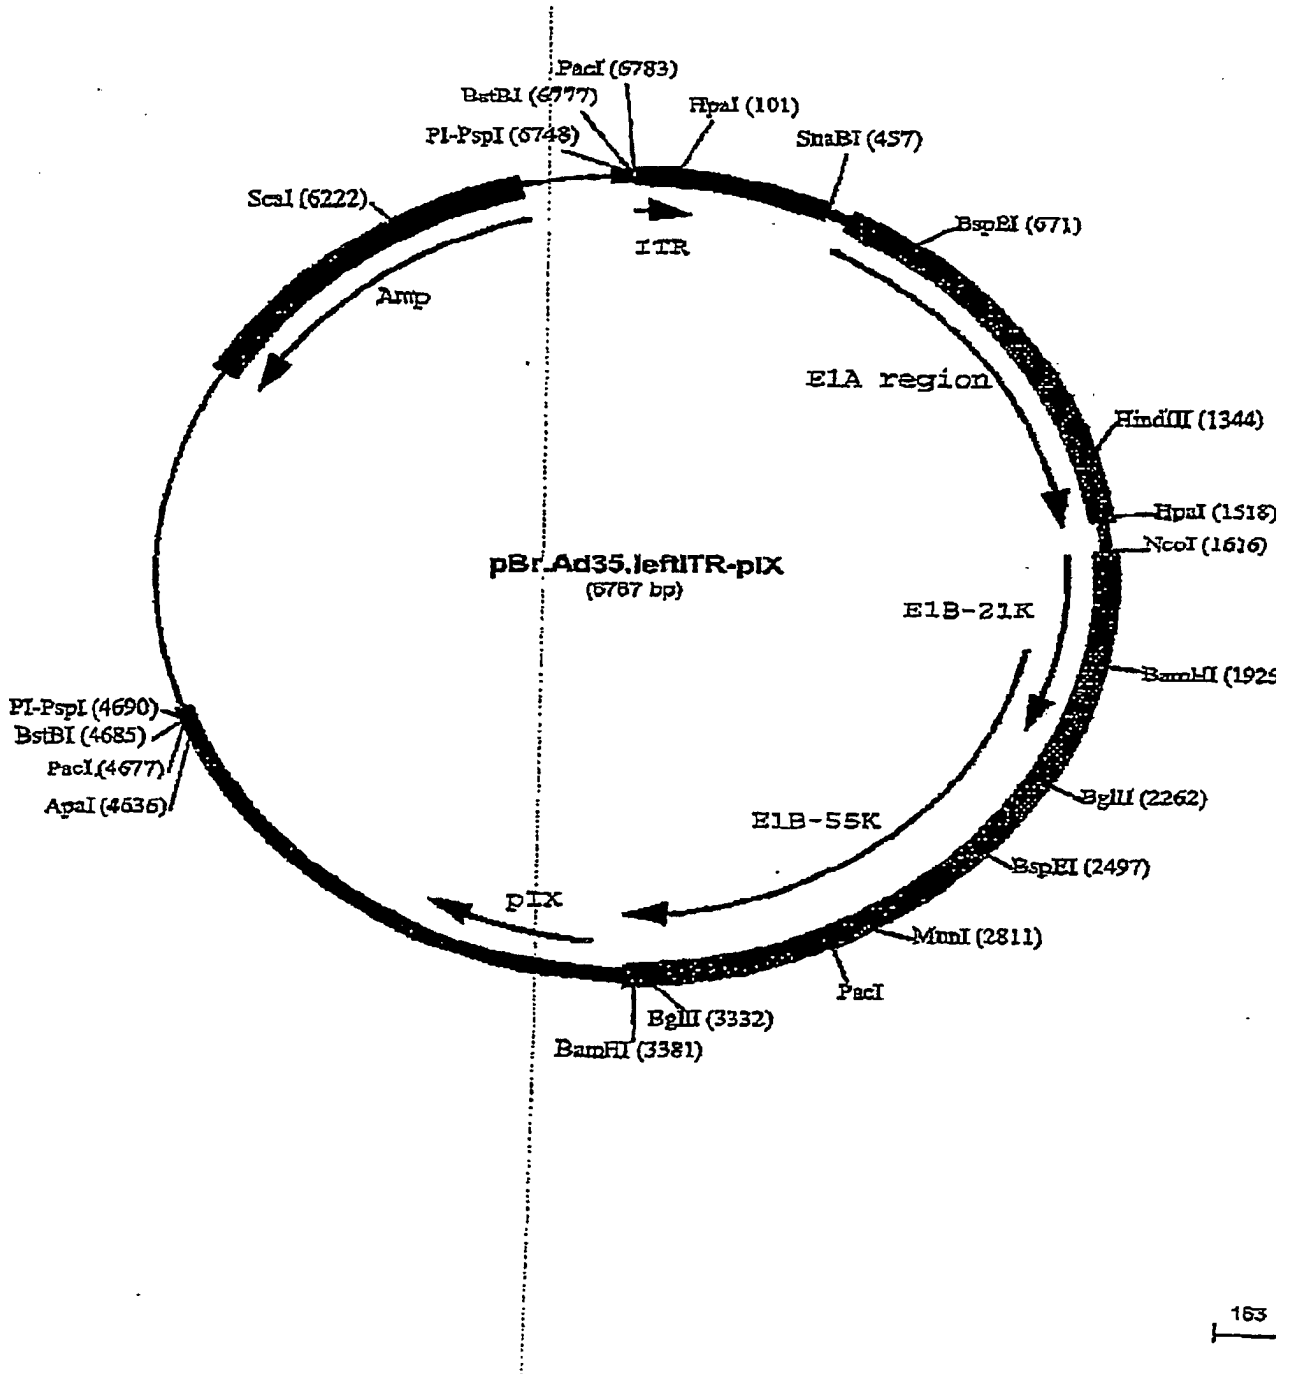 PacI (6783)
BstBI (6777)
HpaI (101)
PI-PspI (6748)
SnaBI (457)
ScaI (6222)
BspEI (671)
ITR
Amp
E1A region
HindIII (1344)
HpaI (1518)
NcoI (1616)
pBr.Ad35.leftITR-pIX
(6787 bp)
E1B-21K
BamHI (192
PI-PspI (4690)
BstBI (4685)
PacI (4677)
ApaI (4636)
BglII (2262)
E1B-55K
BspEI (2497)
pIX
MunI (2811)
PacI
BglII (3332)
BamHI (3381)
163